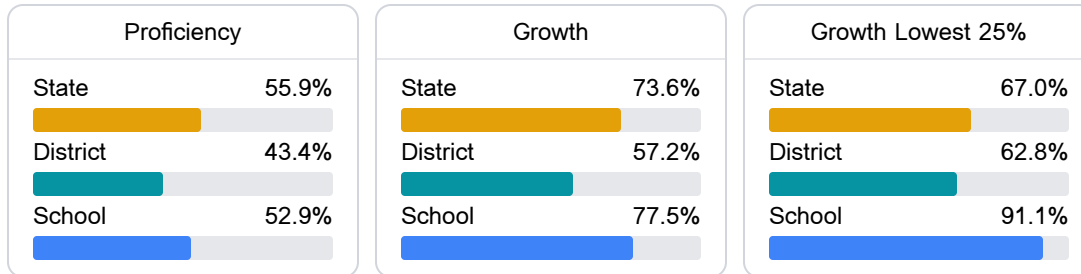 Proficiency
State 55.9%
District 43.4%
School 52.9%
Growth
State 73.6%
District 57.2%
School 77.5%
Growth Lowest 25%
State 67.0%
District 62.8%
School 91.1%